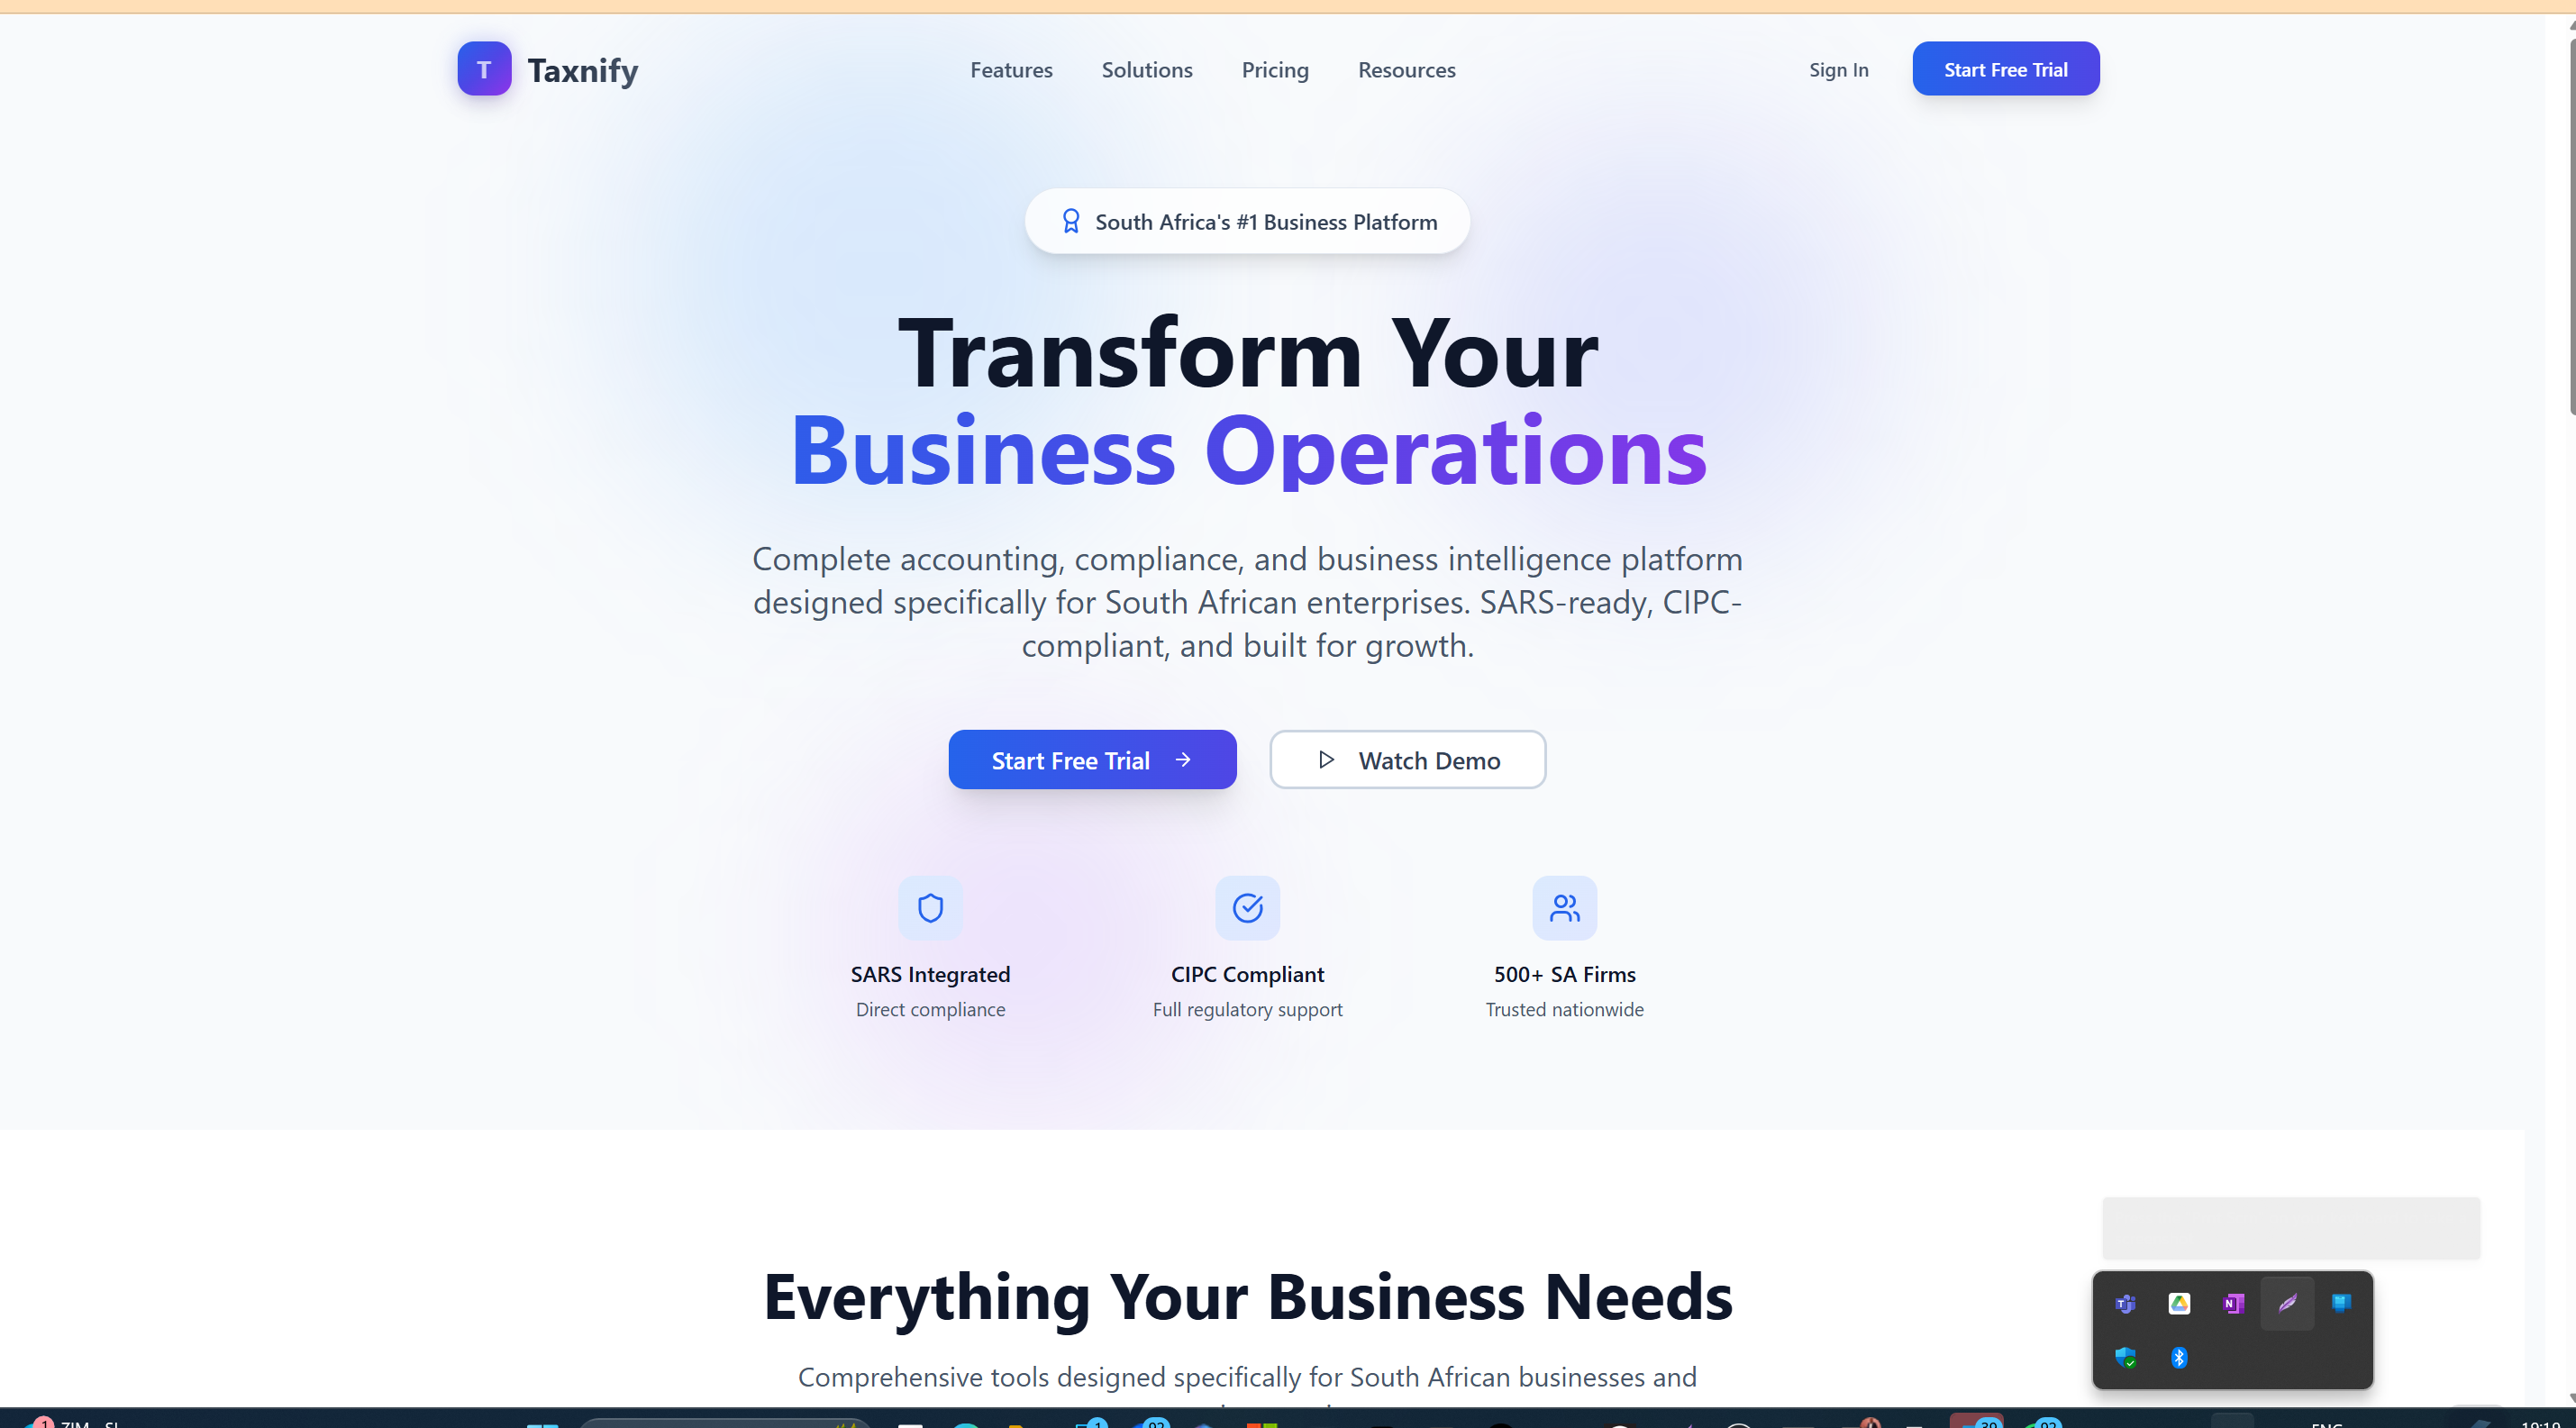 T
Taxnify
Features
Solutions
Pricing
Resources
Sign In
Start Free Trial
South Africa's #1 Business Platform
Transform Your
Business Operations
Complete accounting, compliance, and business intelligence platform
designed specifically for South African enterprises. SARS-ready, CIPC-
compliant, and built for growth.
Start Free Trial
Watch Demo
SARS Integrated
Direct compliance
CIPC Compliant
Full regulatory support
500+ SA Firms
Trusted nationwide
Everything Your Business Needs
Comprehensive tools designed specifically for South African businesses and
1